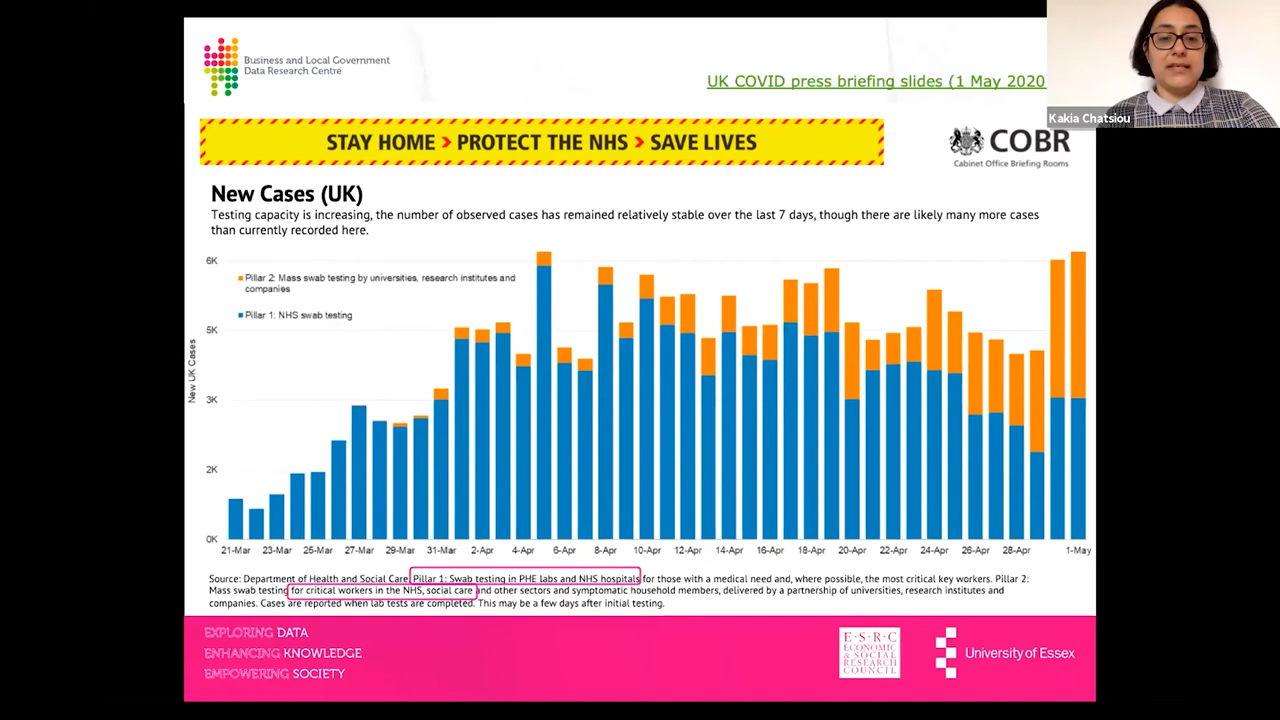 Business and Local Government
Data Research Centre
UK COVID press briefing slides (1 May 2020
Kakia Chatsiou
STAY HOME > PROTECT THE NHS > SAVE LIVES
COBR
Cabinet Office Briefing Rooms
New Cases (UK)
Testing capacity is increasing, the number of observed cases has remained relatively stable over the last 7 days, though there are likely many more cases
than currently recorded here.
6K
Pillar 2: Mass swab testing by universities, research institutes and
companies
Pillar 1: NHS swab testing
5K
New UK Cases
3K
2K
0K
21-Mar 23-Mar 25-Mar 27-Mar 29-Mar 31-Mar 2-Apr 4-Apr 6-Apr 8-Apr 10-Apr 12-Apr 14-Apr 16-Apr 18-Apr 20-Apr 22-Apr 24-Apr 26-Apr 28-Apr 1-May
Source: Department of Health and Social Care. Pillar 1: Swab testing in PHE labs and NHS hospitals for those with a medical need and, where possible, the most critical key workers. Pillar 2:
Mass swab testing for critical workers in the NHS, social care and other sectors and symptomatic household members, delivered by a partnership of universities, research institutes and
companies. Cases are reported when lab tests are completed. This may be a few days after initial testing.
EXPLORING DATA
ENHANCING KNOWLEDGE
EMPOWERING SOCIETY
E·S·R·C
ECONOMIC
& SOCIAL
RESEARCH
COUNCIL
University of Essex